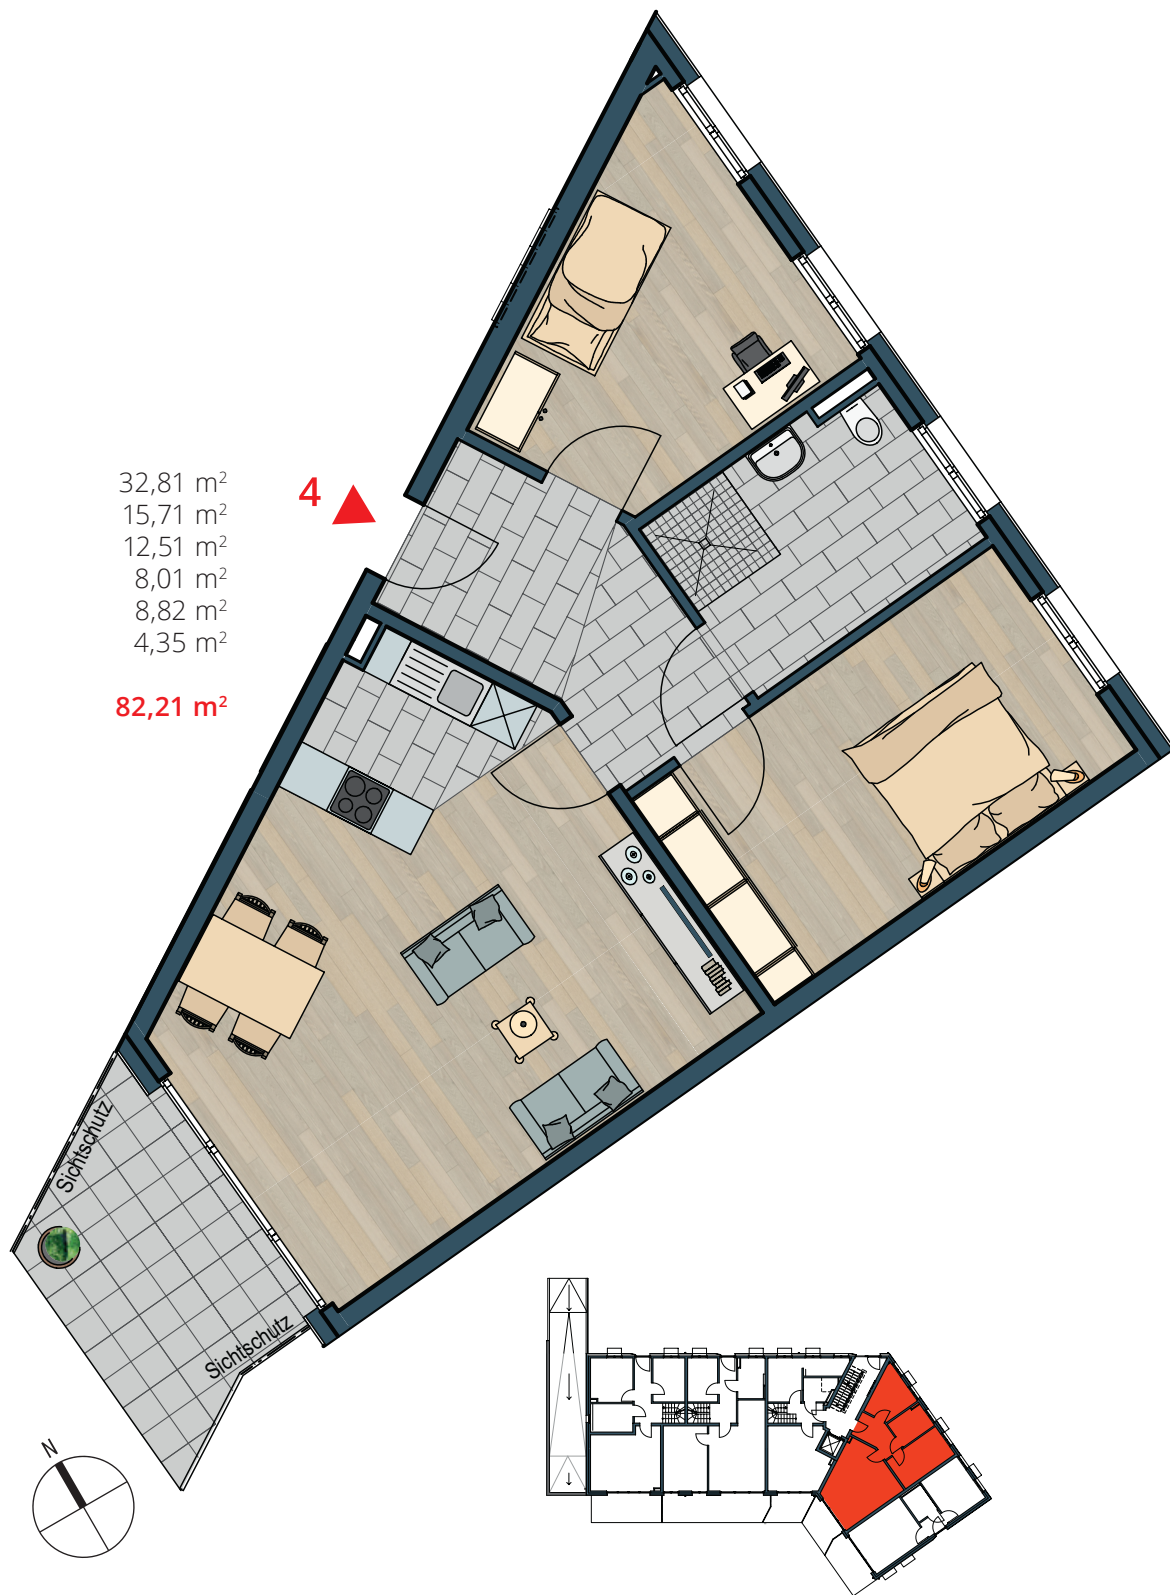 32,81 m²
15,71 m²
12,51 m²
8,01 m²
8,82 m²
4,35 m²
82,21 m²
4
Sichtschutz
Sichtschutz
N